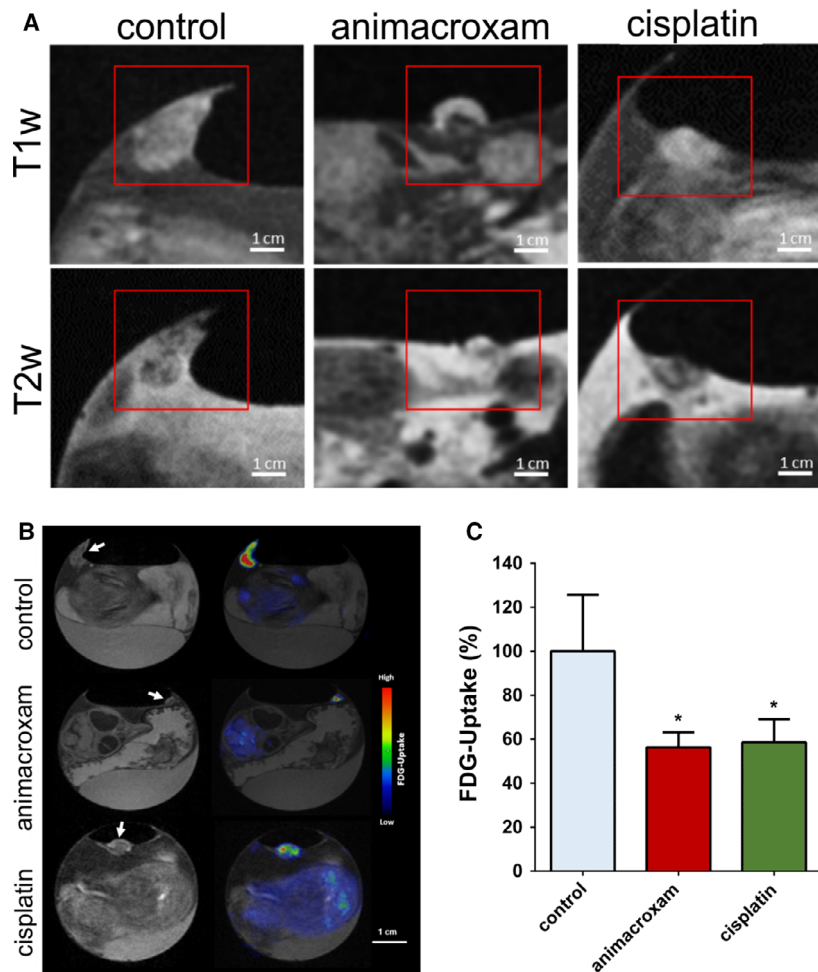 A
control animacroxam cisplatin
T1w
1 cm 1 cm 1 cm
T2w
1 cm 1 cm 1 cm
B
control
animacroxam
cisplatin
High
FDG-Uptake
Low
1 cm
C
FDG-Uptake (%)
140
120
100
80
60
40
20
0
* *
control
animacroxam
cisplatin